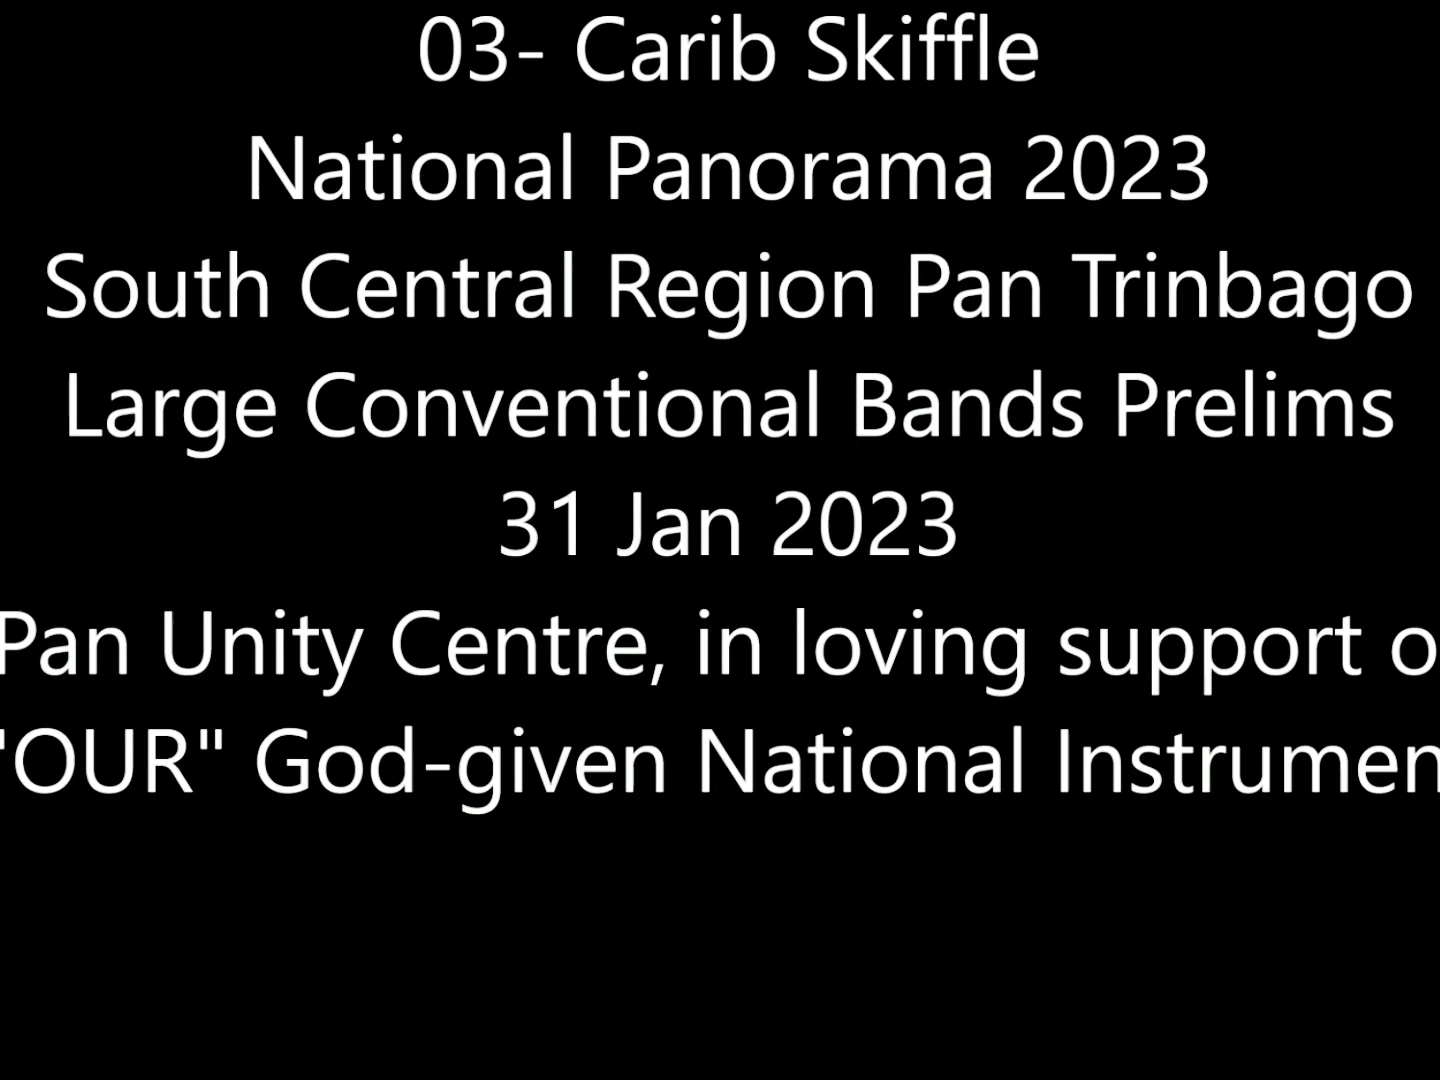 03- Carib Skiffle
National Panorama 2023
South Central Region Pan Trinbago
Large Conventional Bands Prelims
31 Jan 2023
Pan Unity Centre, in loving support o
"OUR" God-given National Instrumen